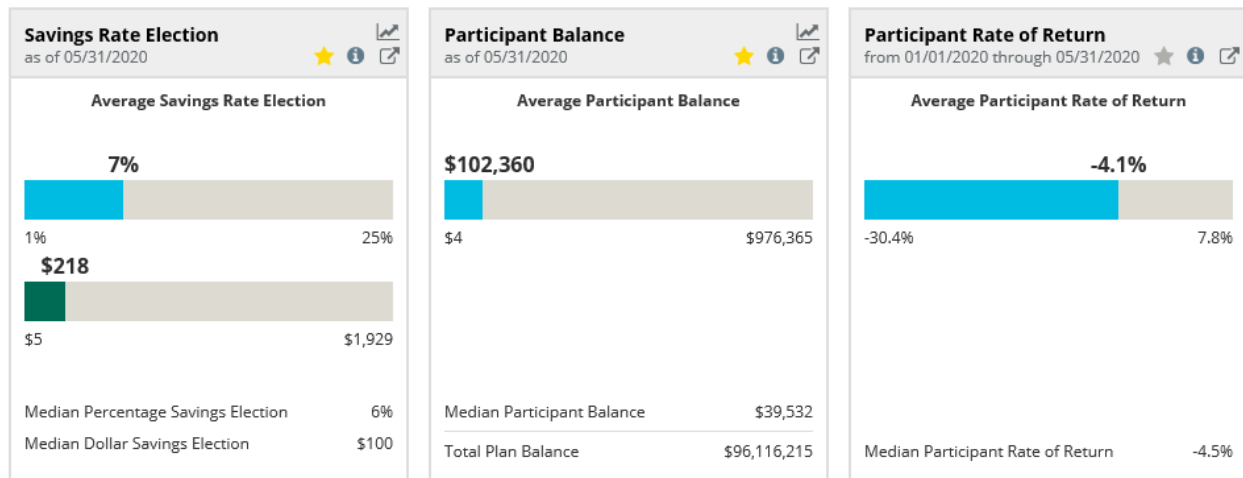 Savings Rate Election
as of 05/31/2020
Average Savings Rate Election
7%
1% 25%
$218
$5 $1,929
Median Percentage Savings Election 6%
Median Dollar Savings Election $100
Participant Balance
as of 05/31/2020
Average Participant Balance
$102,360
$4 $976,365
Median Participant Balance $39,532
Total Plan Balance $96,116,215
Participant Rate of Return
from 01/01/2020 through 05/31/2020
Average Participant Rate of Return
-4.1%
-30.4% 7.8%
Median Participant Rate of Return -4.5%